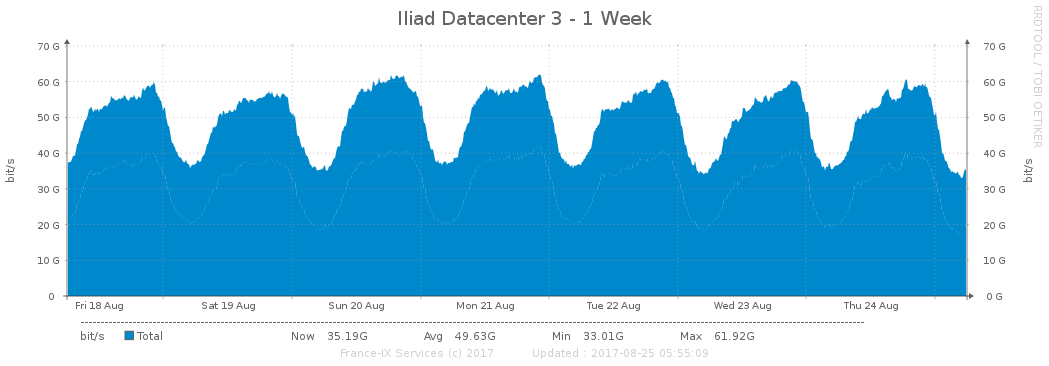 Iliad Datacenter 3 - 1 Week
RRDTOOL / TOBI OETIKER
bit/s
70 G 70 G
60 G 60 G
50 G 50 G
40 G 40 G
30 G 30 G
20 G 20 G
10 G 10 G
0 0 G
bit/s
Fri 18 Aug Sat 19 Aug Sun 20 Aug Mon 21 Aug Tue 22 Aug Wed 23 Aug Thu 24 Aug
bit/s Total Now 35.19G Avg 49.63G Min 33.01G Max 61.92G
France-IX Services (c) 2017 Updated : 2017-08-25 05:55:09